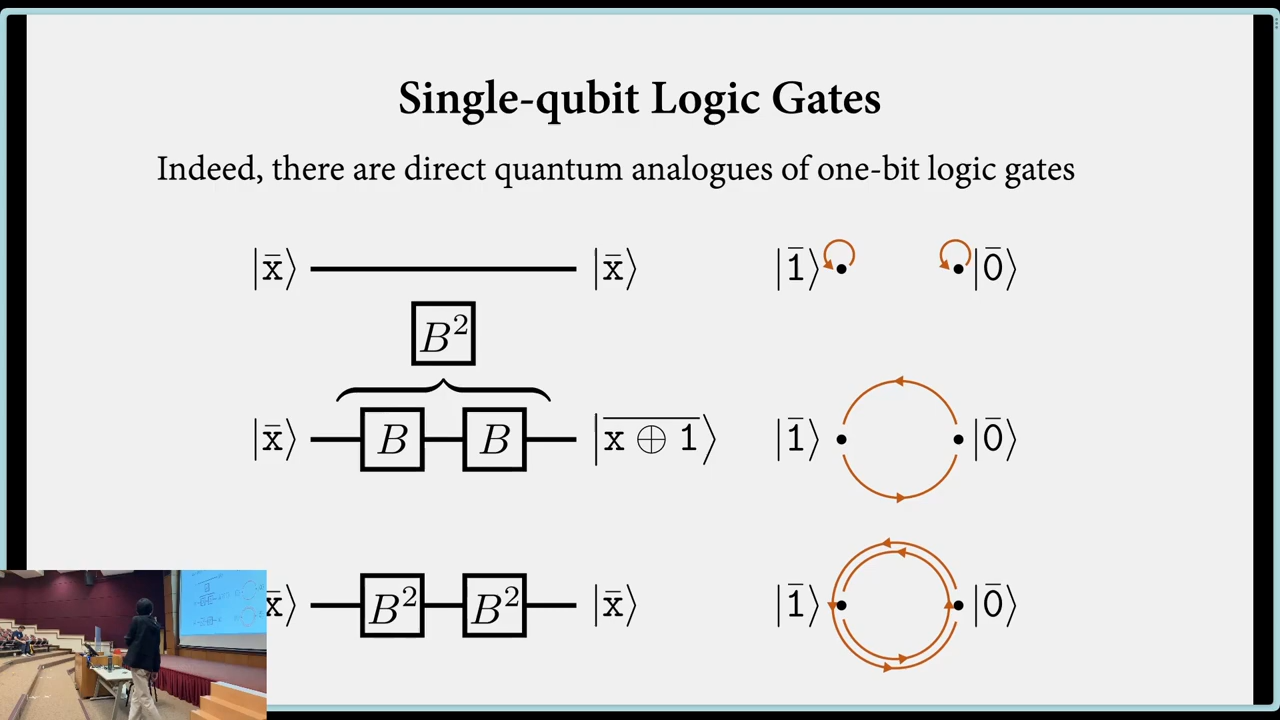 Single-qubit Logic Gates
Indeed, there are direct quantum analogues of one-bit logic gates
|x̄⟩ |x̄⟩ |1̄⟩ |0̄⟩
B²
|x̄⟩ B B |x ⊕ 1‾⟩ |1̄⟩ |0̄⟩
x̄⟩ B² B² |x̄⟩ |1̄⟩ |0̄⟩